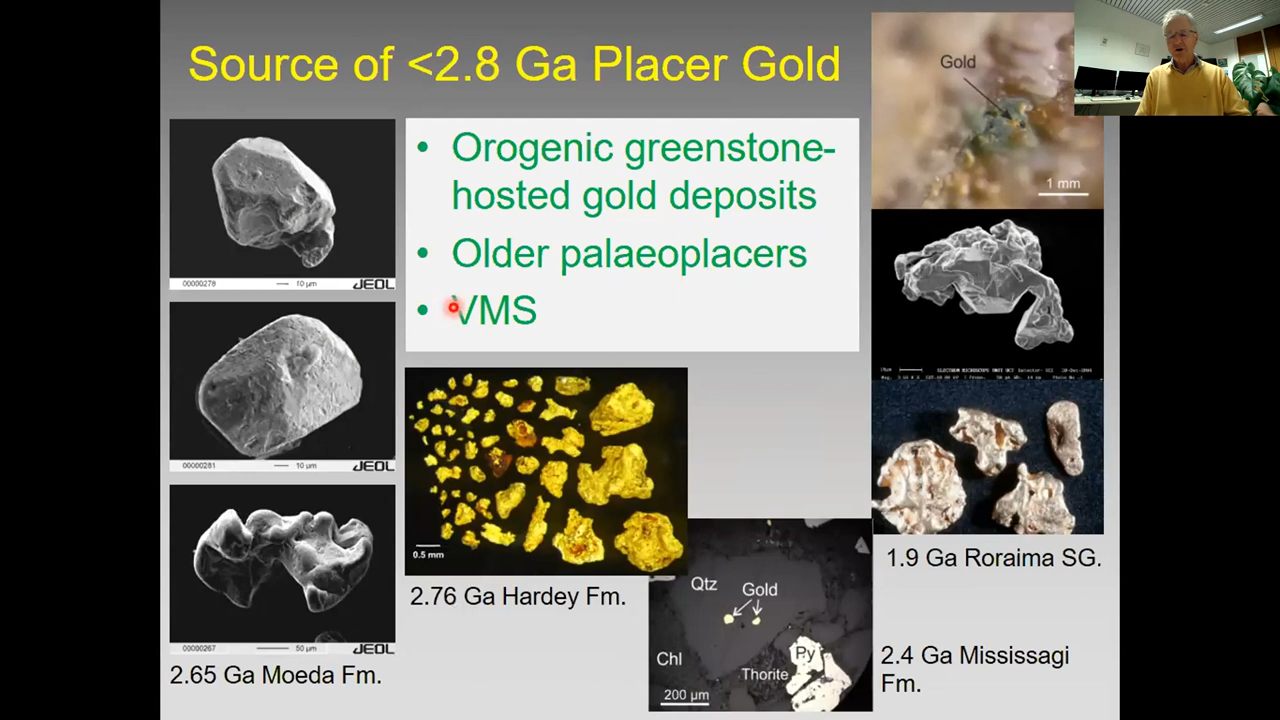 Source of <2.8 Ga Placer Gold
• Orogenic greenstone-
hosted gold deposits
• Older palaeoplacers
• VMS
00000278 10 µm JEOL
00000281 10 µm JEOL
00000267 50 µm JEOL
2.65 Ga Moeda Fm.
0.5 mm
2.76 Ga Hardey Fm.
Qtz
Gold
Chl
Py
Thorite
200 µm
Gold
1 mm
1.9 Ga Roraima SG.
2.4 Ga Mississagi
Fm.